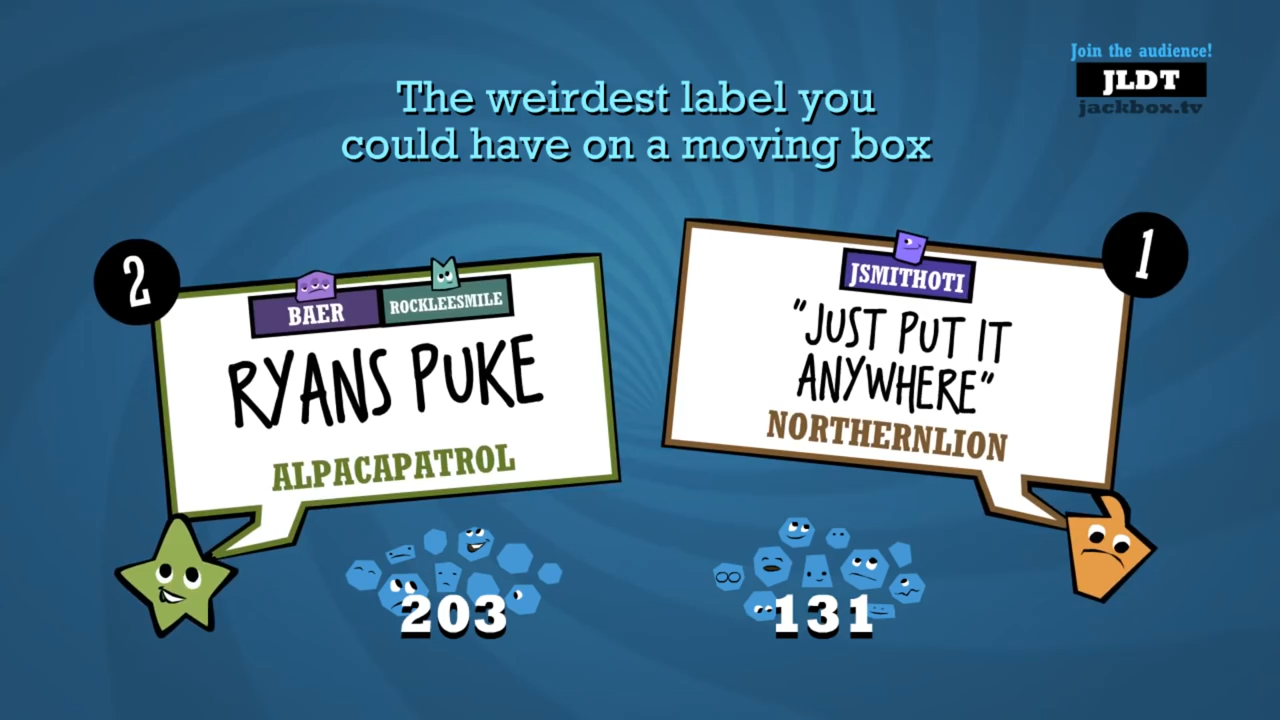 Join the audience!
JLDT
jackbox.tv
The weirdest label you
could have on a moving box
2
BAER
ROCKLEESMILE
RYANS PUKE
ALPACAPATROL
203
1
JSMITHOTI
"JUST PUT IT
ANYWHERE"
NORTHERNLION
131